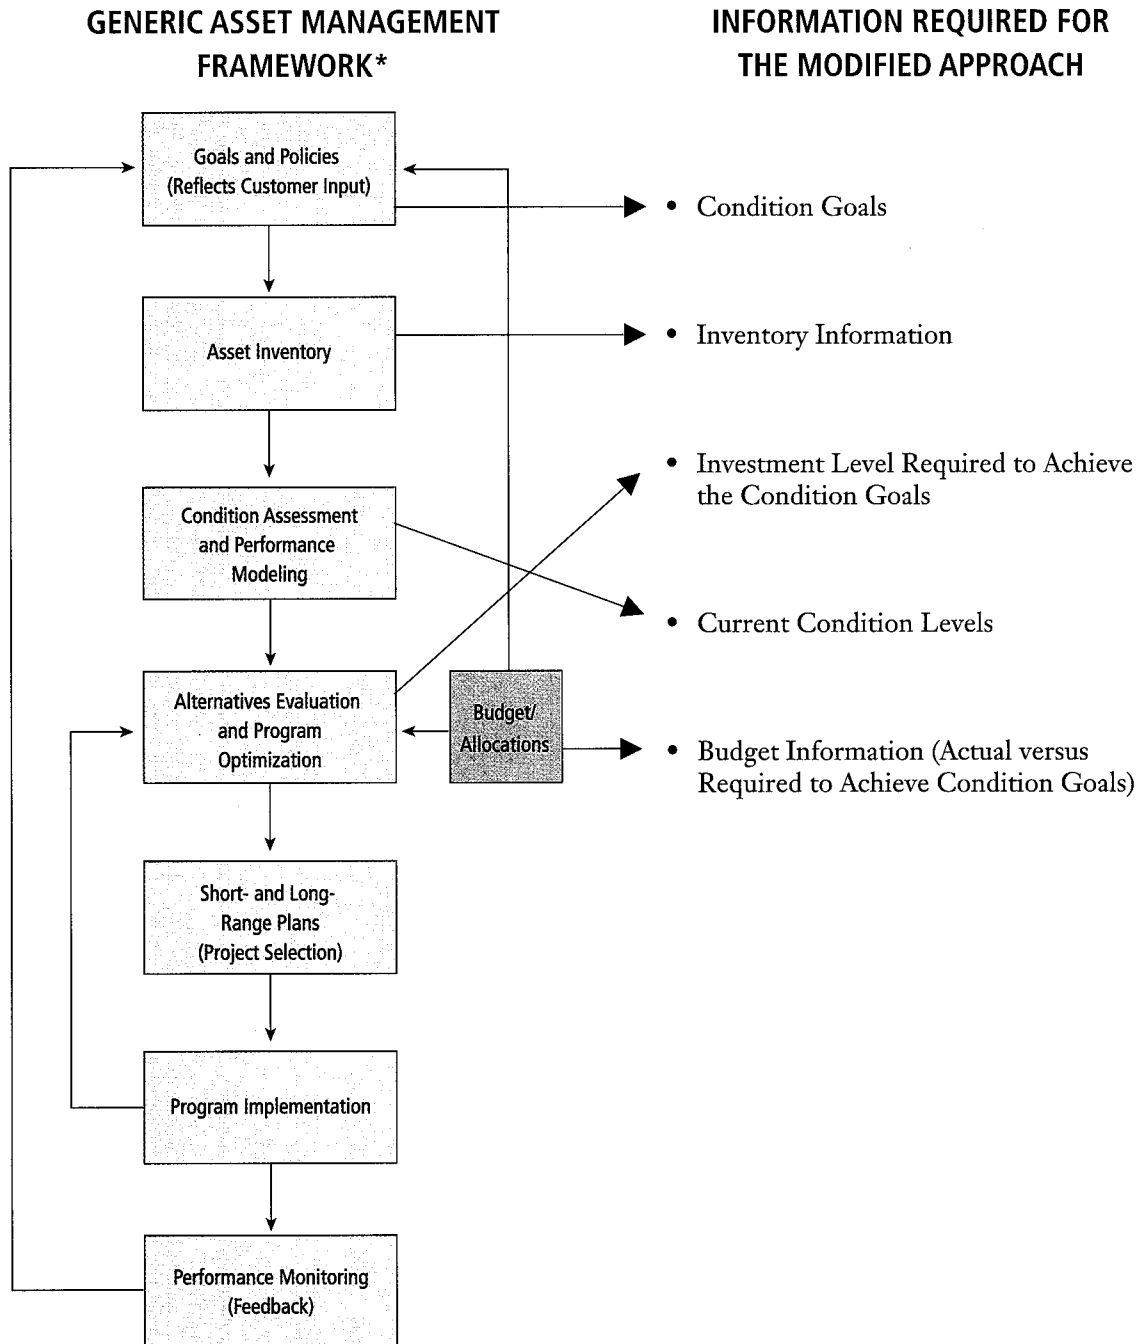 GENERIC ASSET MANAGEMENT
FRAMEWORK*
INFORMATION REQUIRED FOR
THE MODIFIED APPROACH
Goals and Policies
(Reflects Customer Input)
• Condition Goals
Asset Inventory
• Inventory Information
• Investment Level Required to Achieve
the Condition Goals
Condition Assessment
and Performance
Modeling
• Current Condition Levels
Alternatives Evaluation
and Program
Optimization
Budget/
Allocations
• Budget Information (Actual versus
Required to Achieve Condition Goals)
Short- and Long-
Range Plans
(Project Selection)
Program Implementation
Performance Monitoring
(Feedback)